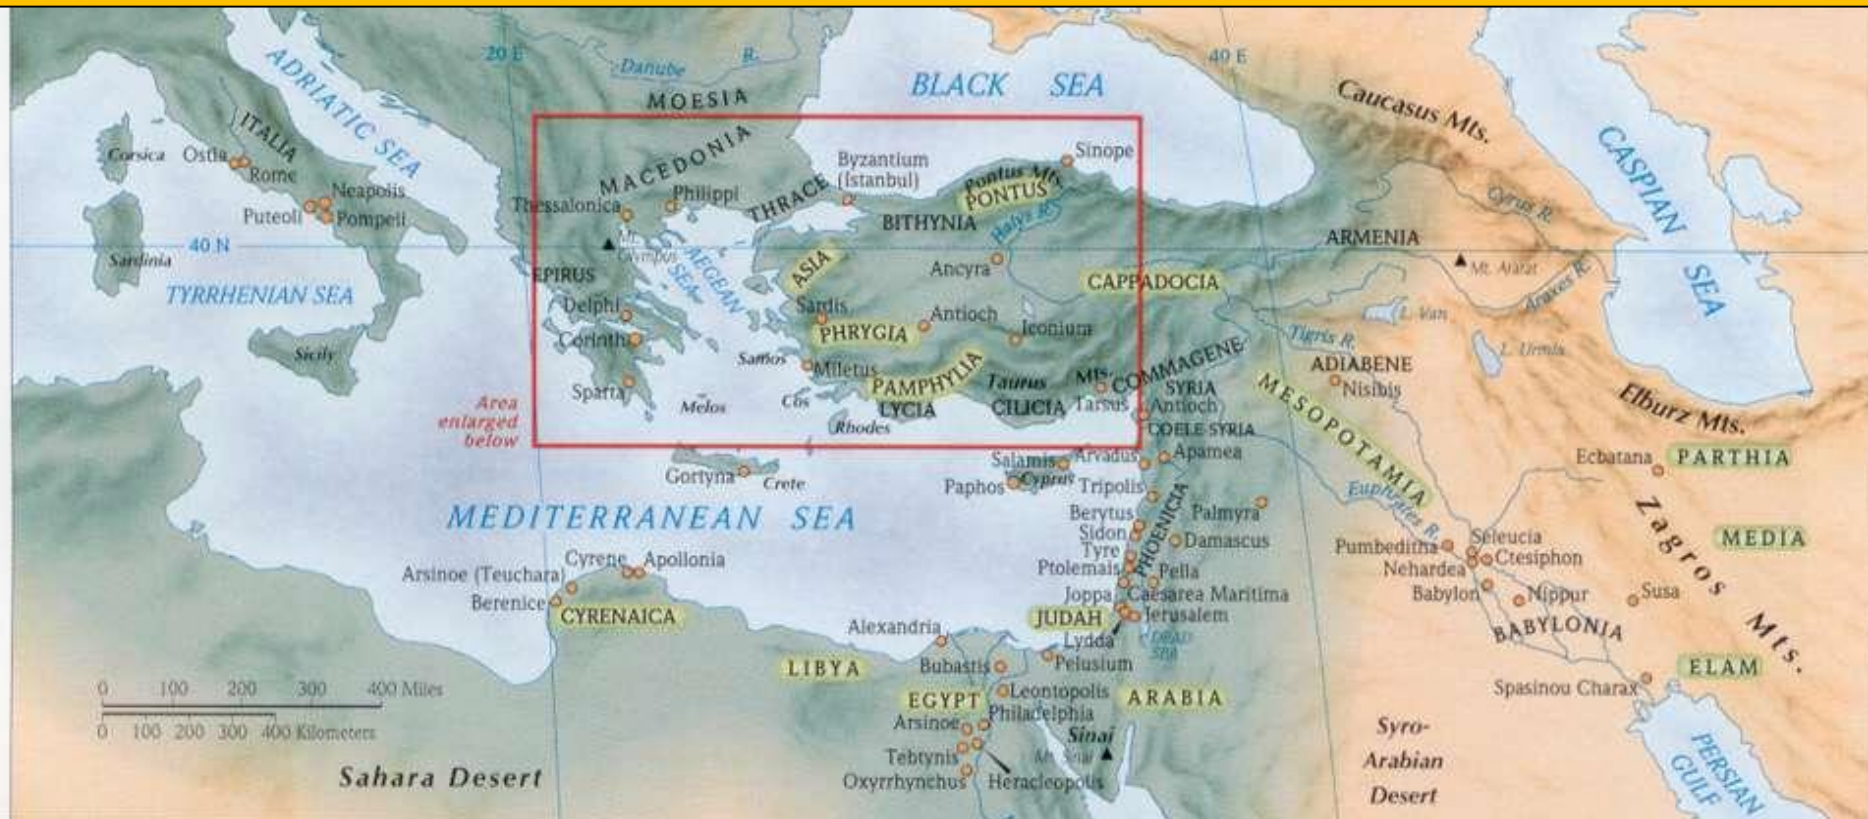 20 E
40 E
ADRIATIC SEA
Danube R.
BLACK SEA
MOESIA
Caucasus Mts.
CASPIAN SEA
ITALIA
Corsica
Ostia
Rome
MACEDONIA
Byzantium
(Istanbul)
Sinope
Pontus Mts.
PONTUS
Neapolis
Puteoli
Pompeii
Thessalonica
Philippi
THRACE
BITHYNIA
Halys R.
Cyrus R.
40 N
Mt.
Olympus
ARMENIA
Sardinia
AEGEAN
SEA
ASIA
Ancyra
CAPPADOCIA
Mt. Ararat
Araxes R.
EPIRUS
TYRRHENIAN SEA
Delphi
Sardis
Antioch
L. Van
Corinth
PHRYGIA
Iconium
Tigris R.
L. Urmia
Sicily
Samos
Miletus
PAMPHYLIA
Taurus Mts.
COMMAGENE
ADIABENE
Nisibis
Sparta
Melos
Cos
LYCIA
CILICIA
Tarsus
SYRIA
Antioch
MESOPOTAMIA
Elburz Mts.
Area
enlarged
below
Rhodes
COELE SYRIA
Salamis
Arvadus
Apamea
Ecbatana
PARTHIA
Gortyna
Crete
Paphos
Cyprus
Tripolis
Euphrates R.
Zagros Mts.
MEDITERRANEAN SEA
Berytus
PHOENICIA
Palmyra
Sidon
Damascus
Pumbeditha
Seleucia
MEDIA
Tyre
Cyrene
Apollonia
Ctesiphon
Arsinoe (Teuchara)
Ptolemais
Pella
Nehardea
Berenice
Joppa
Caesarea Maritima
Babylon
Nippur
Susa
CYRENAICA
JUDAH
Jerusalem
Alexandria
Lydda
DEAD
SEA
BABYLONIA
LIBYA
Bubastis
Pelusium
ELAM
0 100 200 300 400 Miles
EGYPT
Leontopolis
ARABIA
Spasinou Charax
Philadelphia
Arsinoe
0 100 200 300 400 Kilometers
Sinai
Mt. Sinai
Syro-
Arabian
Desert
PERSIAN
GULF
Tebtynis
Sahara Desert
Oxyrrhynchus
Heracleopolis